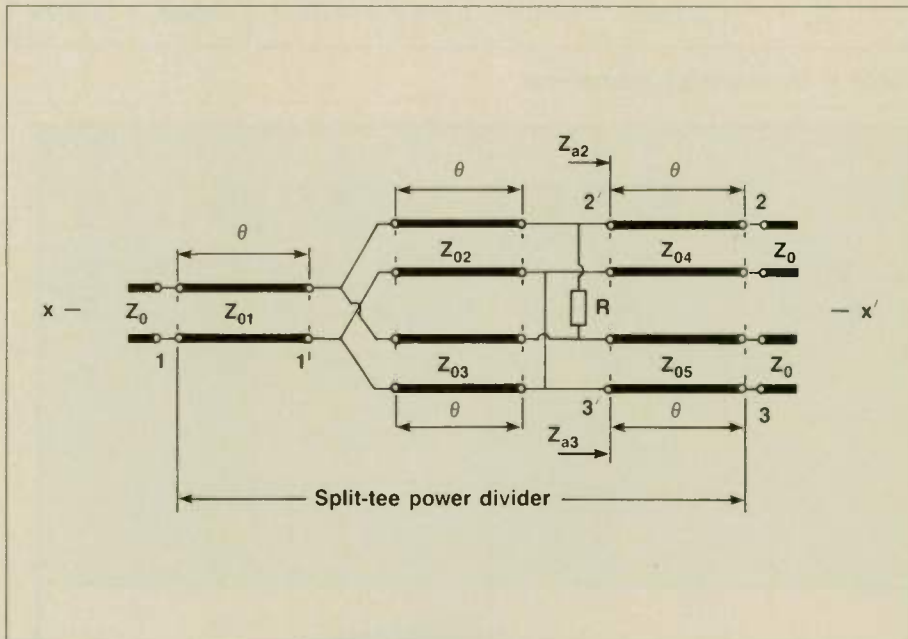 Z_a2
θ θ
2' 2
θ Z_02 Z_04 Z_0
x — Z_0 Z_01 R — x'
1 1' Z_03 Z_05 Z_0
θ 3' θ 3
Z_a3
Split-tee power divider